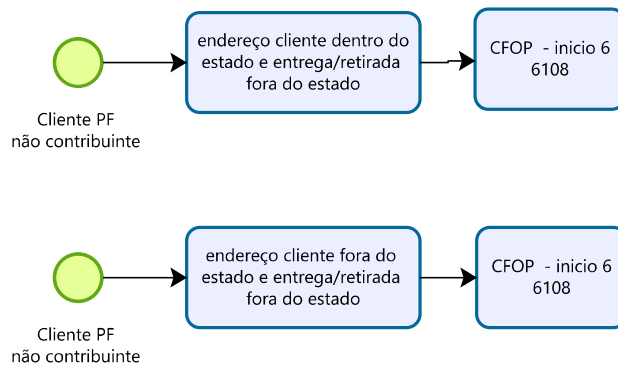 endereço cliente dentro do
estado e entrega/retirada
fora do estado
CFOP  - inicio 6
6108
Cliente PF
não contribuinte
endereço cliente fora do
estado e entrega/retirada
fora do estado
CFOP  - inicio 6
6108
Cliente PF
não contribuinte